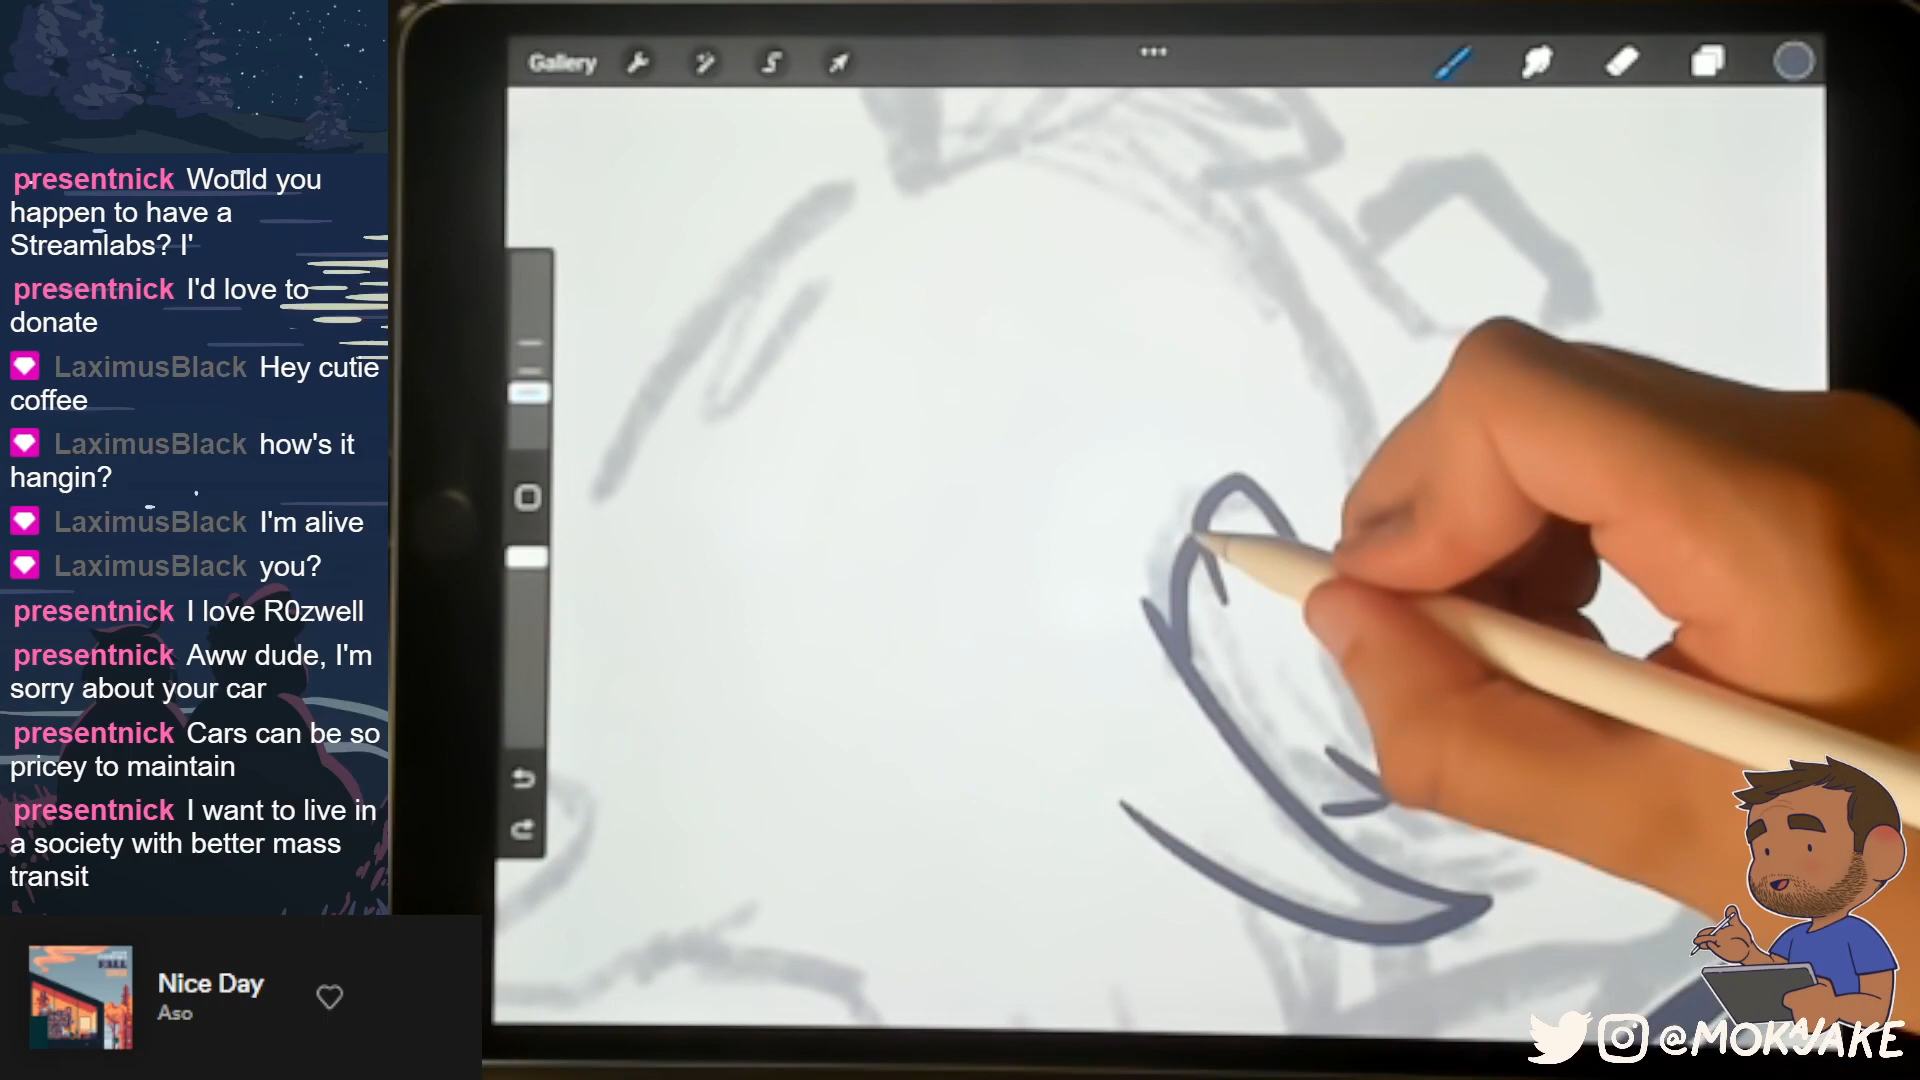 Gallery
presentnick Would you
happen to have a
Streamlabs? I'
presentnick I'd love to
donate
LaximusBlack Hey cutie
coffee
LaximusBlack how's it
hangin?
LaximusBlack I'm alive
LaximusBlack you?
presentnick I love R0zwell
presentnick Aww dude, I'm
sorry about your car
presentnick Cars can be so
pricey to maintain
presentnick I want to live in
a society with better mass
transit
Nice Day
Aso
@MOKAJAKE